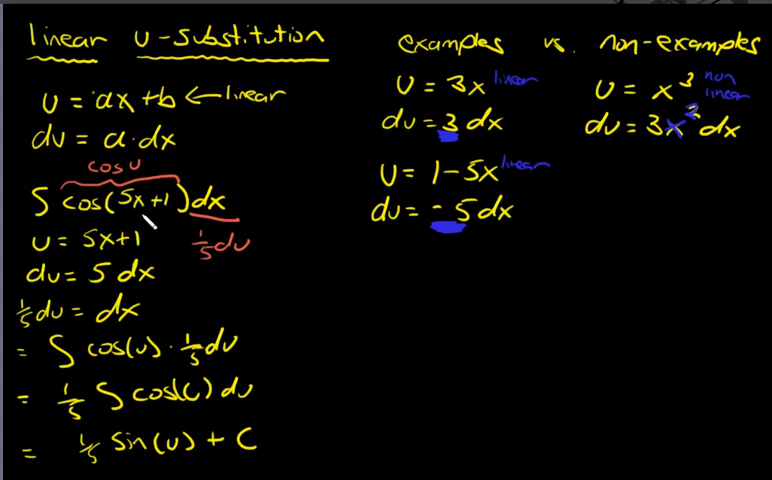 linear u-substitution
u = ax + b ← linear
du = a · dx
cos u
∫ cos(5x+1) dx
u = 5x+1
1/5 du
du = 5 dx
1/5 du = dx
= ∫ cos(u) · 1/5 du
= 1/5 ∫ cos(u) du
= 1/5 sin(u) + C
examples vs. non-examples
u = 3x linear
du = 3 dx
u = 1-5x linear
du = -5 dx
u = x³ non
linear
du = 3x² dx